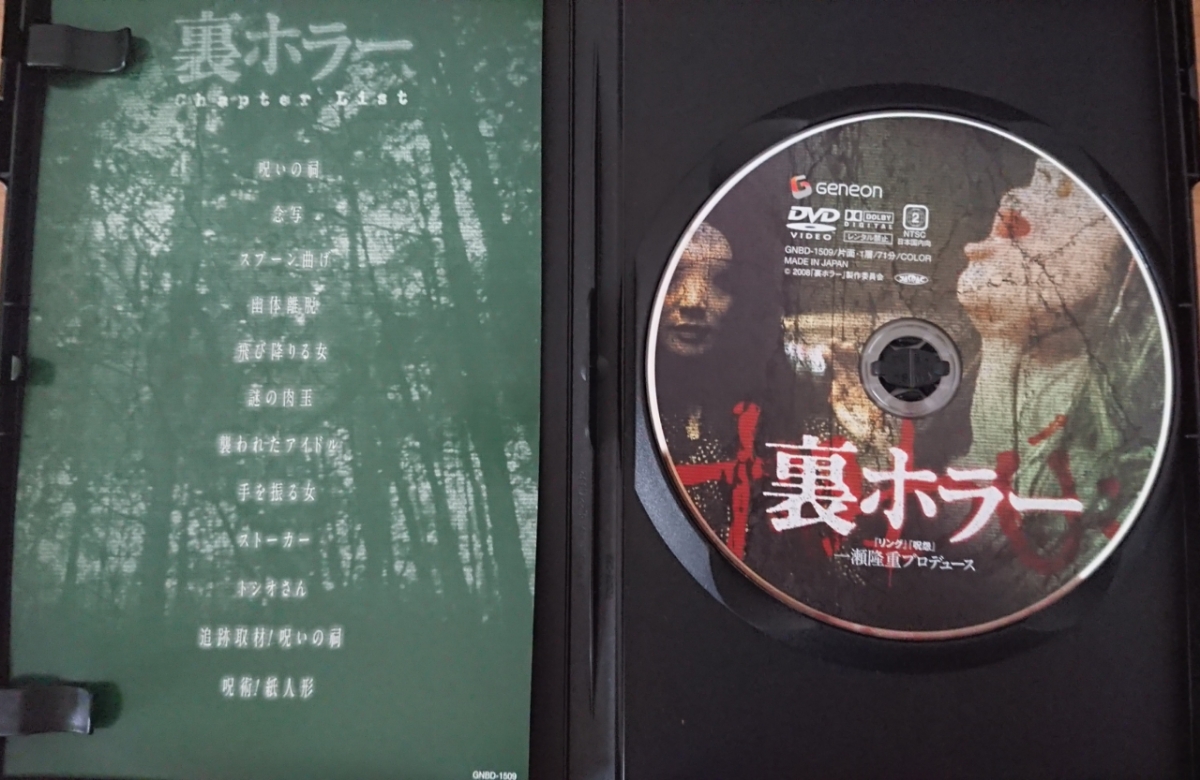 裏ホラー
Chapter List
呪いの祠
念写
スプーン曲げ
幽体離脱
飛び降りる女
謎の肉玉
襲われたアイドル
手を振る女
ストーカー
トシオさん
追跡取材!呪いの祠
呪術!紙人形
GNBD-1509
Geneon
DVD VIDEO
DOLBY DIGITAL
レンタル禁止
2
NTSC
日本国内向
GNBD-1509/片面・1層/71分/COLOR
MADE IN JAPAN
© 2008「裏ホラー」製作委員会
裏ホラー
『リング』『呪怨』
一瀬隆重プロデュース